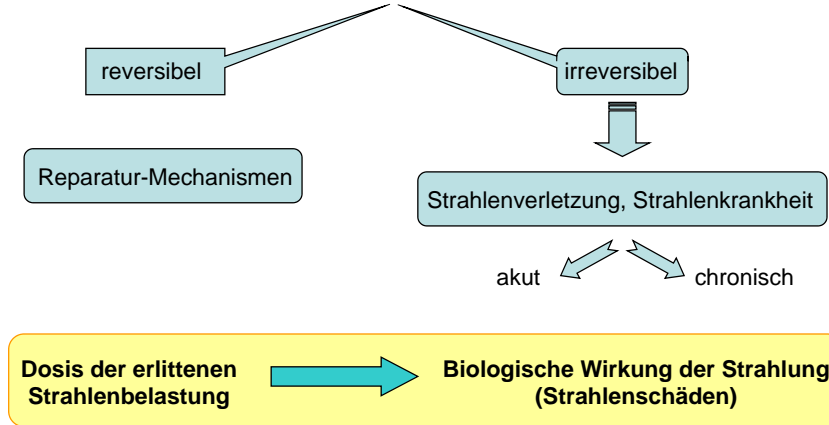 reversibel
irreversibel
Reparatur-Mechanismen
Strahlenverletzung, Strahlenkrankheit
akut
chronisch
Dosis der erlittenen
Strahlenbelastung
Biologische Wirkung der Strahlung
(Strahlenschäden)